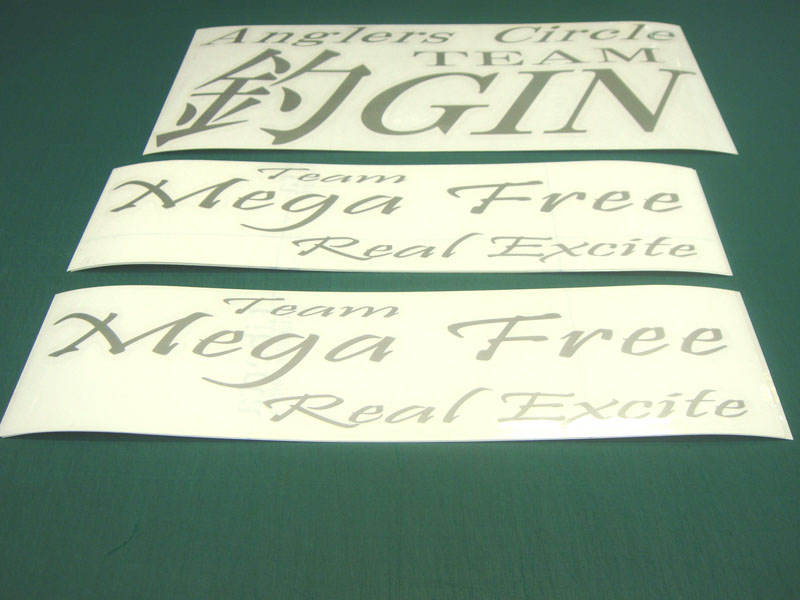 Anglers Circle
TEAM
釣GIN
Team
Mega Free
Real Excite
Team
Mega Free
Real Excite